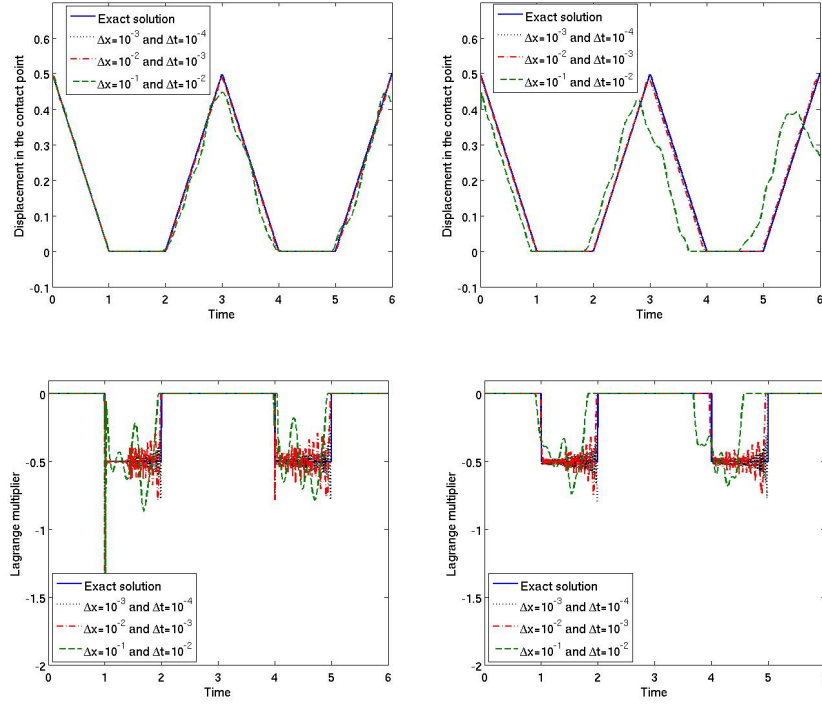 Displacement in the contact point
0.6
0.5
0.4
0.3
0.2
0.1
0
-0.1
Exact solution
Δx=10⁻³ and Δt=10⁻⁴
Δx=10⁻² and Δt=10⁻³
Δx=10⁻¹ and Δt=10⁻²
0 1 2 3 4 5 6
Time
Displacement in the contact point
0.6
0.5
0.4
0.3
0.2
0.1
0
-0.1
Exact solution
Δx=10⁻³ and Δt=10⁻⁴
Δx=10⁻² and Δt=10⁻³
Δx=10⁻¹ and Δt=10⁻²
0 1 2 3 4 5 6
Time
Lagrange multiplier
0
-0.5
-1
-1.5
-2
Exact solution
Δx=10⁻³ and Δt=10⁻⁴
Δx=10⁻² and Δt=10⁻³
Δx=10⁻¹ and Δt=10⁻²
0 1 2 3 4 5 6
Time
Lagrange multiplier
0
-0.5
-1
-1.5
-2
Exact solution
Δx=10⁻³ and Δt=10⁻⁴
Δx=10⁻² and Δt=10⁻³
Δx=10⁻¹ and Δt=10⁻²
0 1 2 3 4 5 6
Time